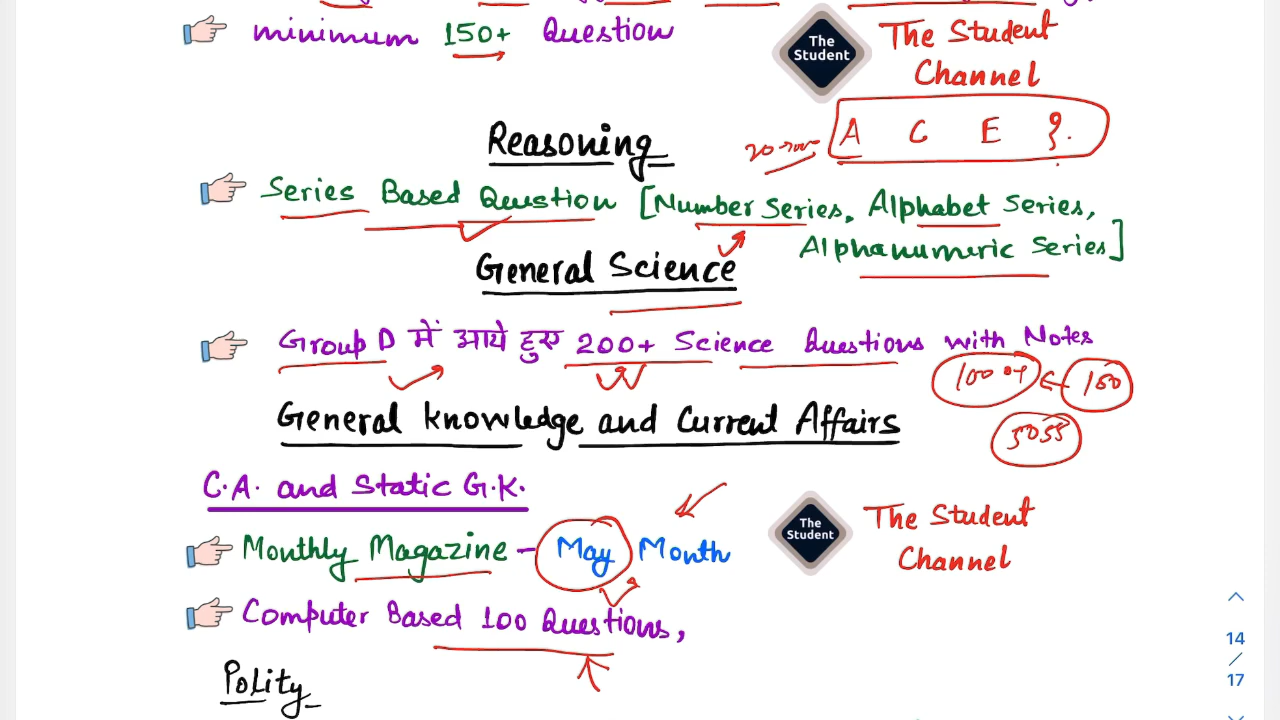 minimum 150+ Question
The Student
The Student
Channel
A C E ?.
Reasoning
Series Based Question [Number Series, Alphabet Series,
Alphanumeric Series]
General Science
Group D में आये हुए 200+ Science Questions with Notes
150
General knowledge and Current Affairs
C.A. and Static G.K.
The Student
The Student
Channel
Monthly Magazine - May Month
Computer Based 100 Questions,
Polity
14
/
17